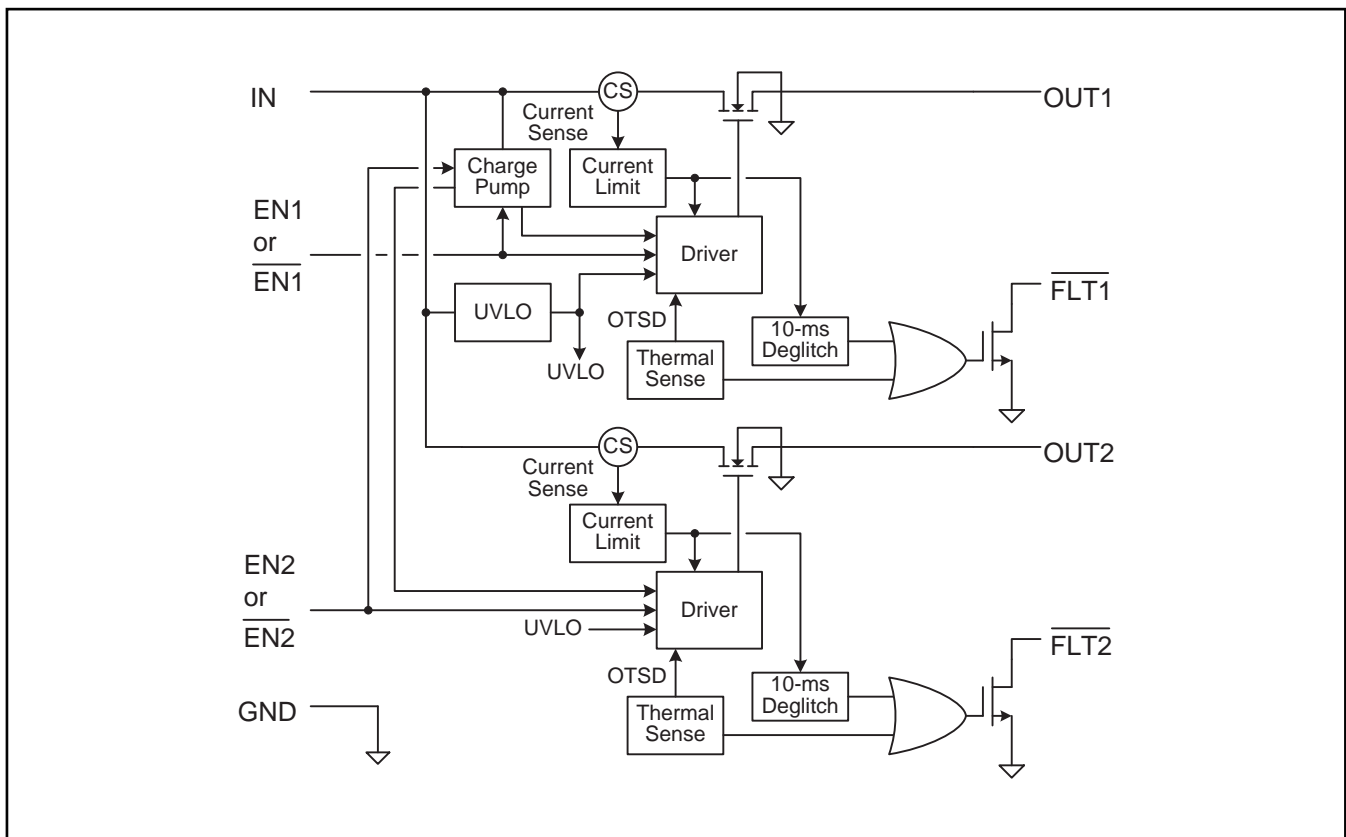 IN
CS
OUT1
Current
Sense
Charge
Pump
Current
Limit
EN1
or
EN1
Driver
FLT1
UVLO
OTSD
10-ms
Deglitch
UVLO
Thermal
Sense
CS
OUT2
Current
Sense
Current
Limit
EN2
or
EN2
Driver
UVLO
FLT2
OTSD
10-ms
Deglitch
GND
Thermal
Sense